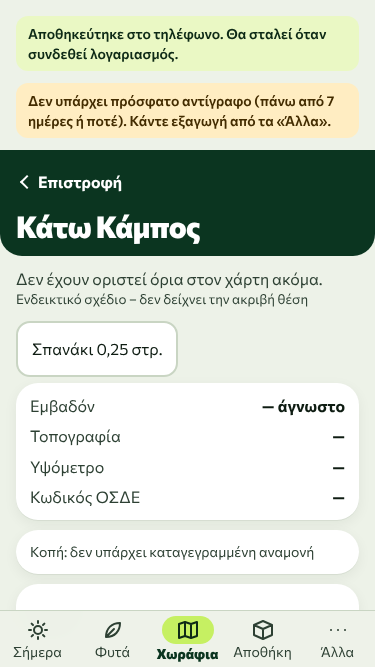 Αποθηκεύτηκε στο τηλέφωνο. Θα σταλεί όταν
συνδεθεί λογαριασμός.
Δεν υπάρχει πρόσφατο αντίγραφο (πάνω από 7
ημέρες ή ποτέ). Κάντε εξαγωγή από τα «Άλλα».
Επιστροφή
Κάτω Κάμπος
Δεν έχουν οριστεί όρια στον χάρτη ακόμα.
Ενδεικτικό σχέδιο – δεν δείχνει την ακριβή θέση
Σπανάκι 0,25 στρ.
Εμβαδόν — άγνωστο
Τοπογραφία —
Υψόμετρο —
Κωδικός ΟΣΔΕ —
Κοπή: δεν υπάρχει καταγεγραμμένη αναμονή
Σήμερα Φυτά Χωράφια Αποθήκη Άλλα